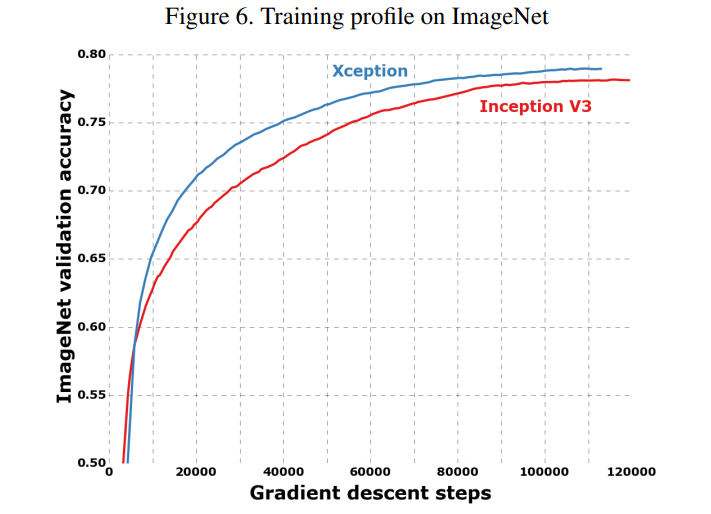 Figure 6. Training profile on ImageNet
0.80
Xception
Inception V3
0.75
0.70
0.65
0.60
0.55
0.50
ImageNet validation accuracy
0 20000 40000 60000 80000 100000 120000
Gradient descent steps